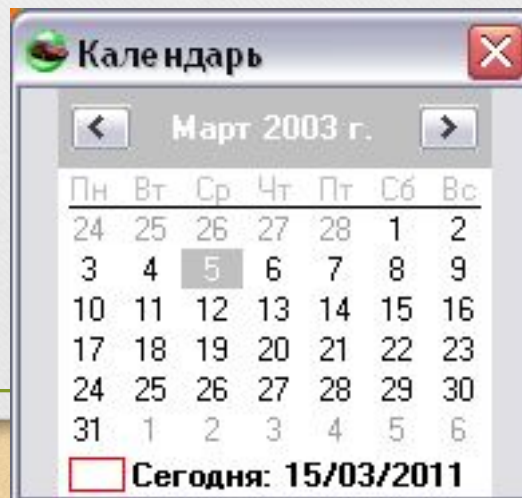 Календарь
Март 2003 г.
Пн Вт Ср Чт Пт Сб Вс
24 25 26 27 28 1 2
3 4 5 6 7 8 9
10 11 12 13 14 15 16
17 18 19 20 21 22 23
24 25 26 27 28 29 30
31 1 2 3 4 5 6
Сегодня: 15/03/2011